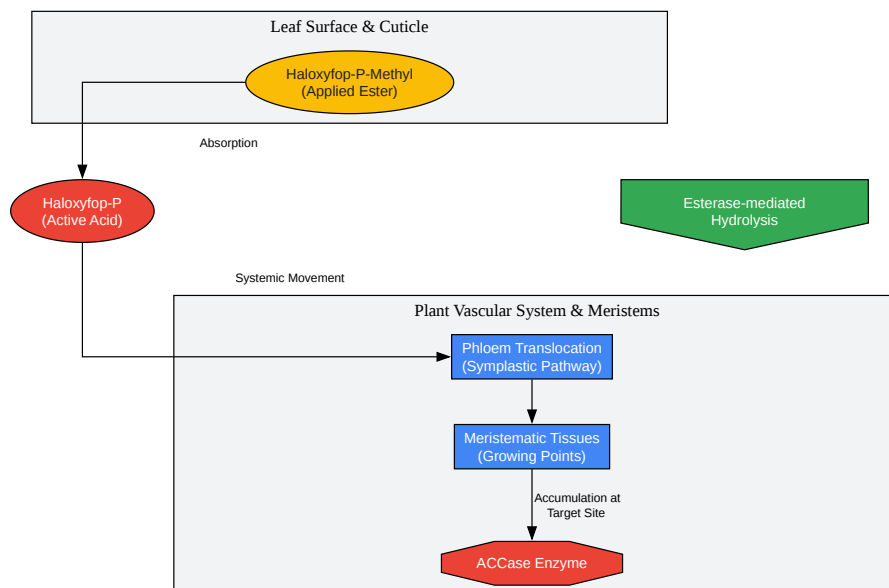 Leaf Surface & Cuticle
Haloxyfop-P-Methyl
(Applied Ester)
Absorption
Haloxyfop-P
(Active Acid)
Esterase-mediated
Hydrolysis
Systemic Movement
Plant Vascular System & Meristems
Phloem Translocation
(Symplastic Pathway)
Meristematic Tissues
(Growing Points)
Accumulation at
Target Site
ACCase Enzyme